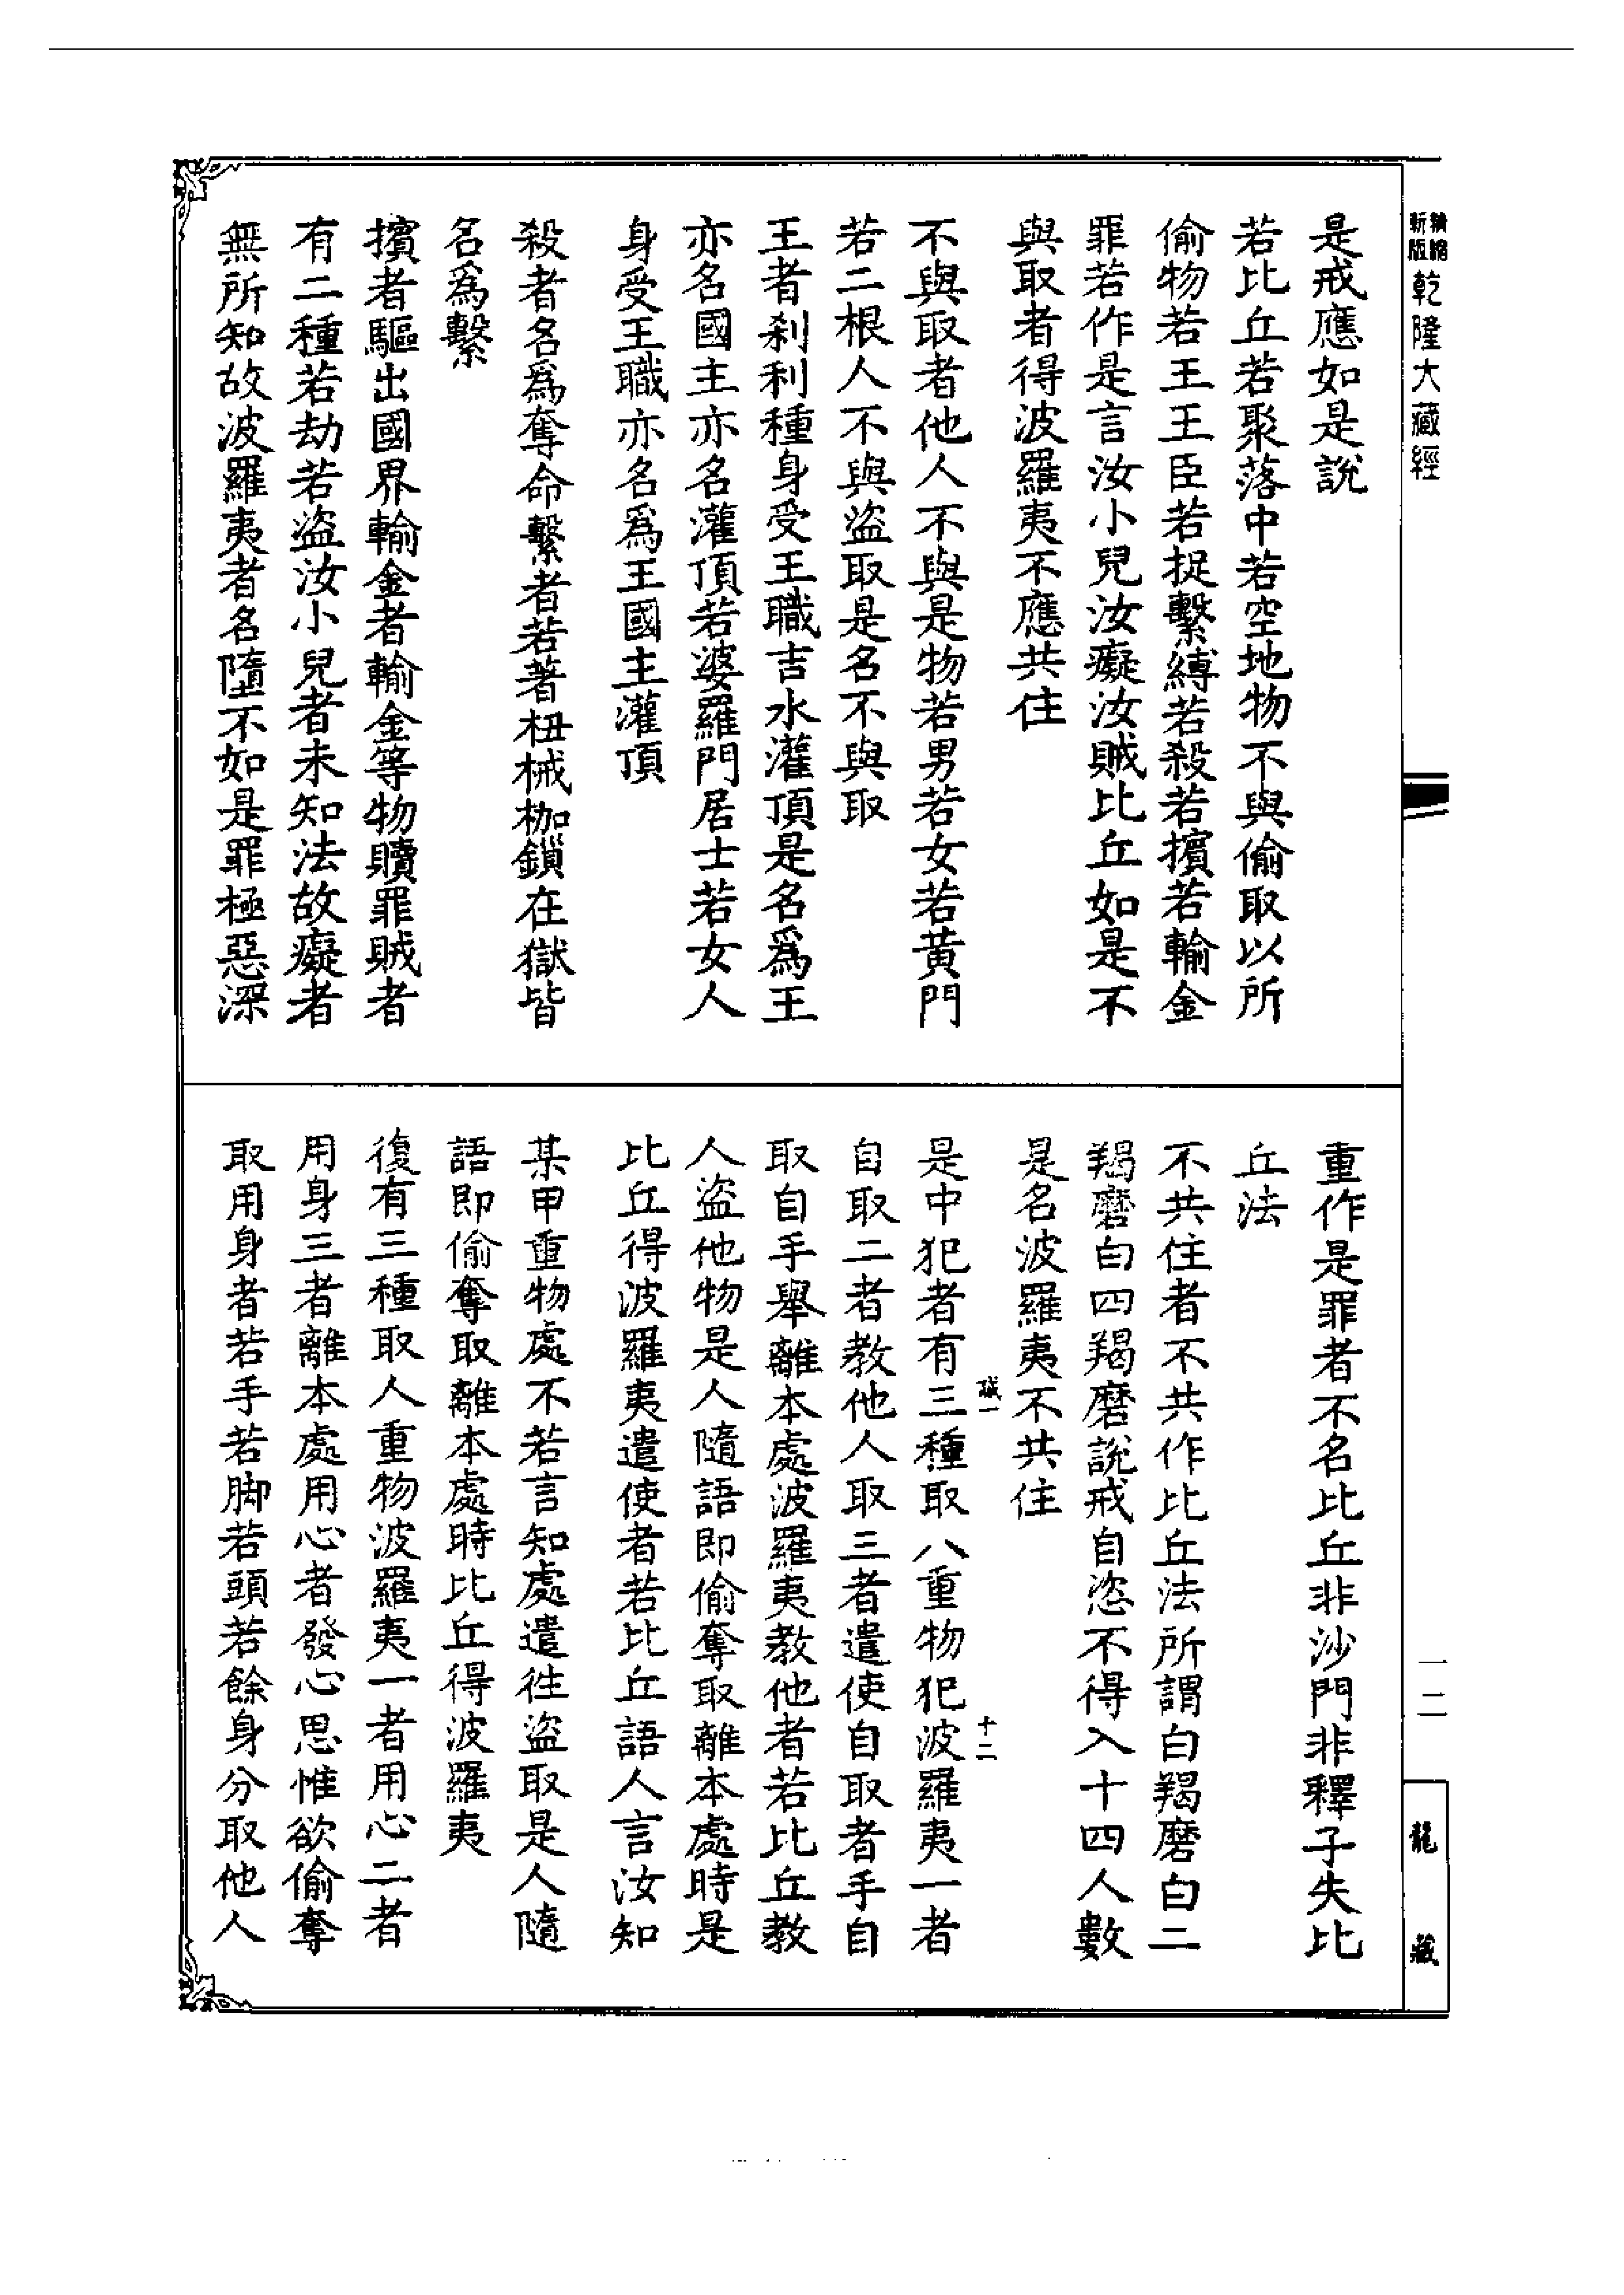 新版 精縮 乾隆大藏經
是戒應如是說
若比丘若聚落中若空地物不與偷取以所
偷物若王王臣若捉繫縛若殺若擯若輸金
罪若作是言汝小兒汝癡汝賊比丘如是不
與取者得波羅夷不應共住
不與取者他人不與是物若男若女若黃門
若二根人不與盜取是名不與取
王者刹利種身受王職吉水灌頂是名爲王
亦名國主亦名灌頂若婆羅門居士若女人
身受王職亦名爲王國主灌頂
殺者名爲奪命繫者若著杻械枷鎖在獄皆
名爲繫
擯者驅出國界輸金者輸金等物贖罪賊者
有二種若劫若盜汝小兒者未知法故癡者
無所知故波羅夷者名墮不如是罪極惡深
重作是罪者不名比丘非沙門非釋子失比
丘法
不共住者不共作比丘法所謂白羯磨白二
羯磨白四羯磨說戒自恣不得入十四人數
是名波羅夷不共住
是中犯者有三種取八重物犯波羅夷一者
自取二者教他人取三者遣使自取者手自
取自手舉離本處波羅夷教他者若比丘教
人盜他物是人隨語即偷奪取離本處時是
比丘得波羅夷遣使者若比丘語人言汝知
某甲重物處不若言知處遣徃盜取是人隨
語即偷奪取離本處時比丘得波羅夷
復有三種取人重物波羅夷一者用心二者
用身三者離本處用心者發心思惟欲偷奪
取用身者若手若脚若頭若餘身分取他人
十二
一二
龍藏